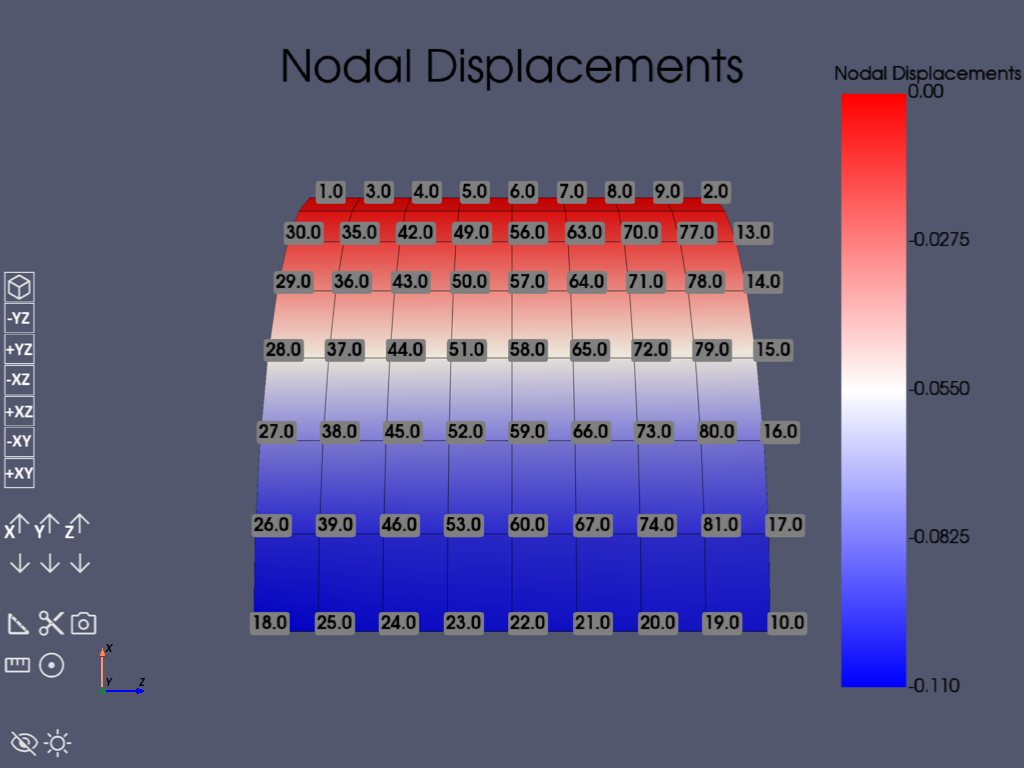 Nodal Displacements
Nodal Displacements
0.00
1.0 3.0 4.0 5.0 6.0 7.0 8.0 9.0 2.0
30.0 35.0 42.0 49.0 56.0 63.0 70.0 77.0 13.0
-0.0275
29.0 36.0 43.0 50.0 57.0 64.0 71.0 78.0 14.0
-YZ
+YZ
28.0 37.0 44.0 51.0 58.0 65.0 72.0 79.0 15.0
-XZ
-0.0550
+XZ
27.0 38.0 45.0 52.0 59.0 66.0 73.0 80.0 16.0
-XY
+XY
X Y Z
26.0 39.0 46.0 53.0 60.0 67.0 74.0 81.0 17.0
-0.0825
18.0 25.0 24.0 23.0 22.0 21.0 20.0 19.0 10.0
X
Y Z
-0.110